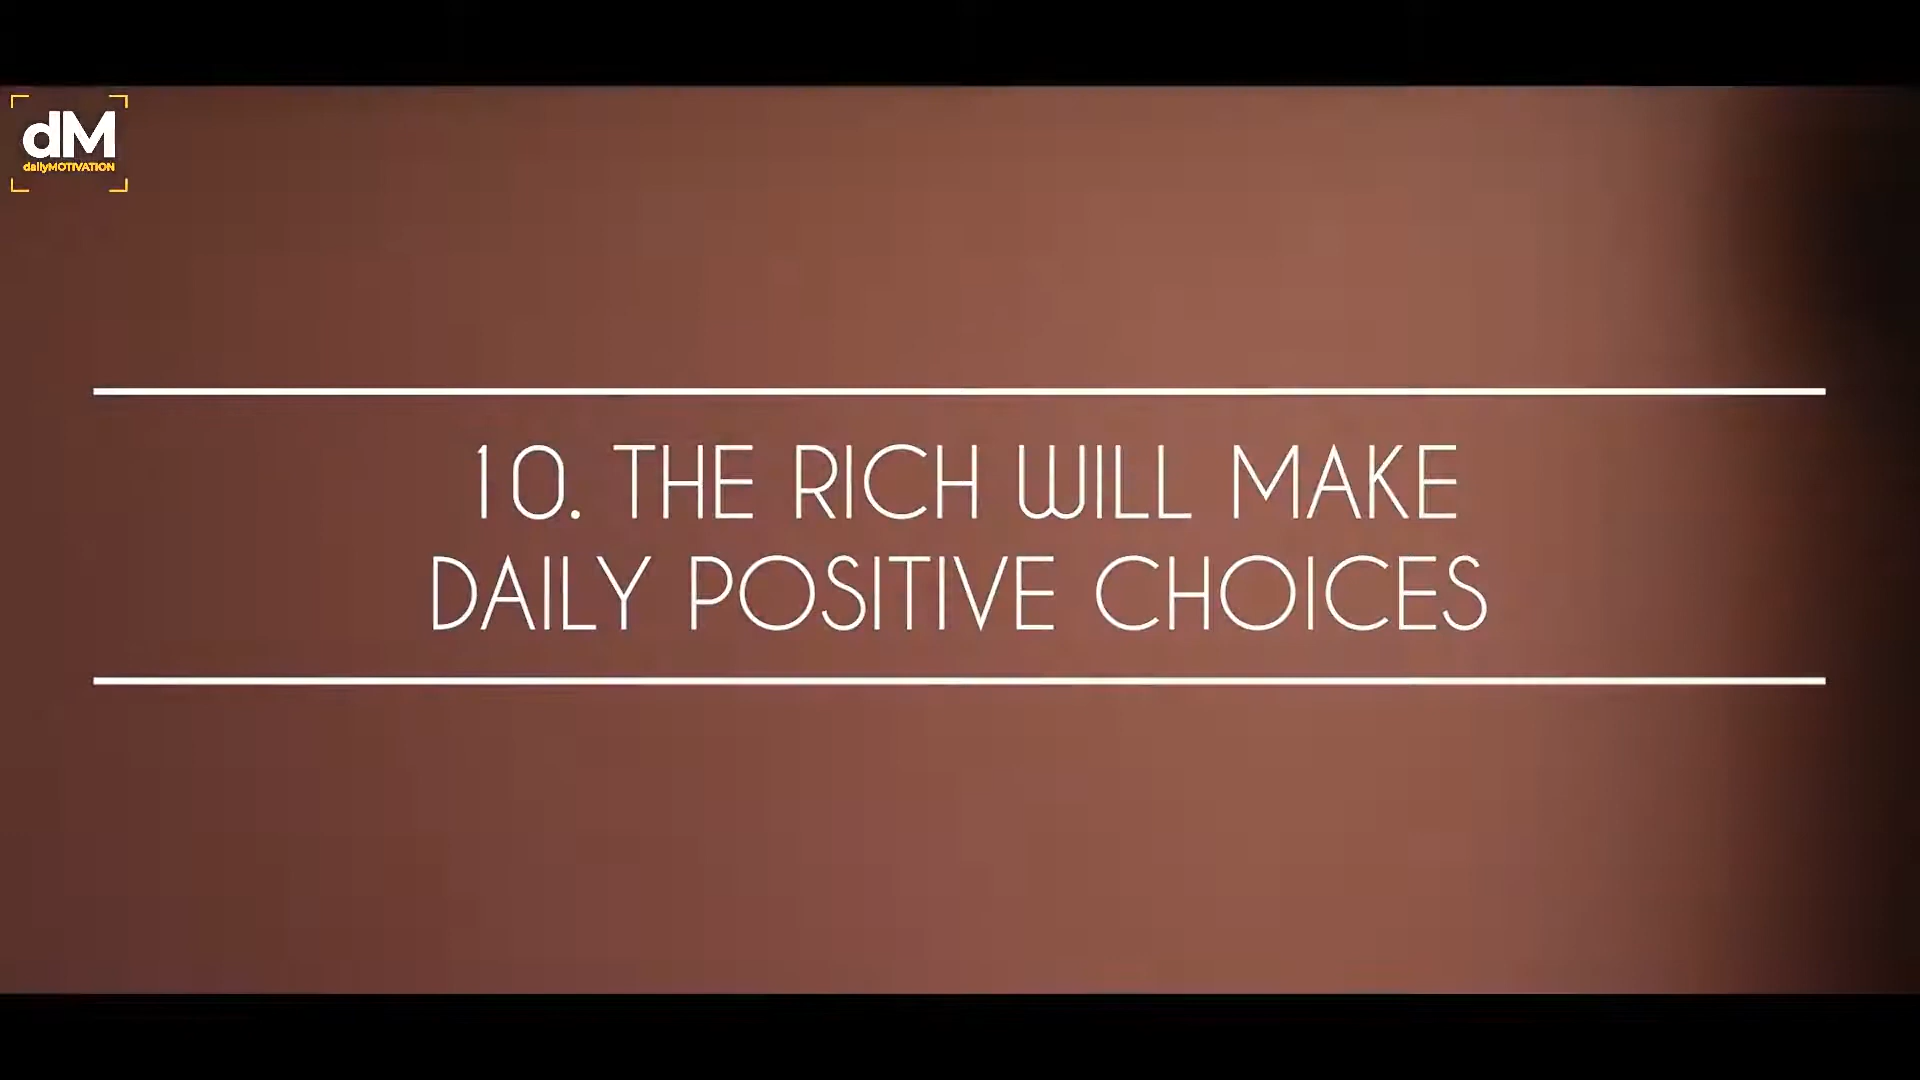 dM
dailyMOTIVATION
10. THE RICH WILL MAKE
DAILY POSITIVE CHOICES